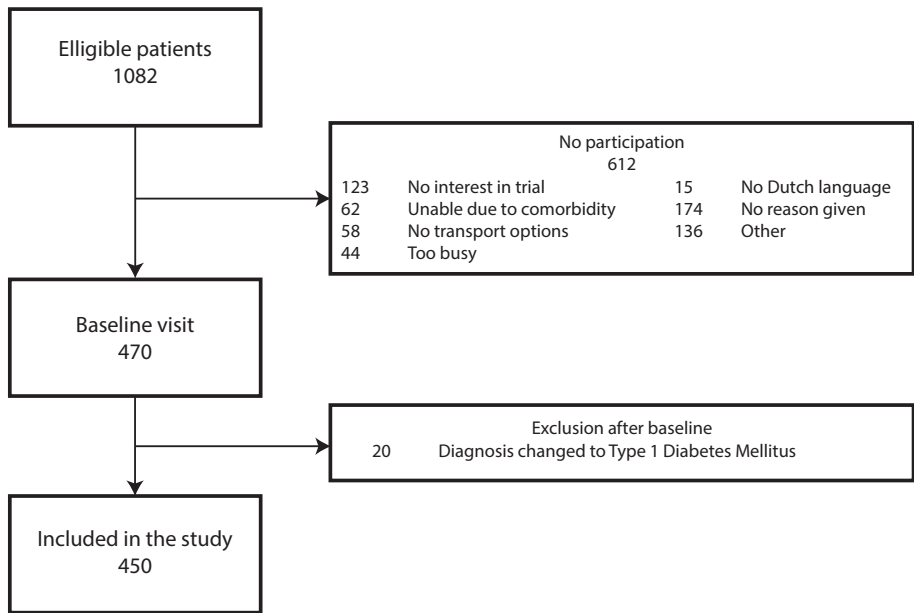 Elligible patients
1082
No participation
612
123 No interest in trial 15 No Dutch language
62 Unable due to comorbidity 174 No reason given
58 No transport options 136 Other
44 Too busy
Baseline visit
470
Exclusion after baseline
20 Diagnosis changed to Type 1 Diabetes Mellitus
Included in the study
450